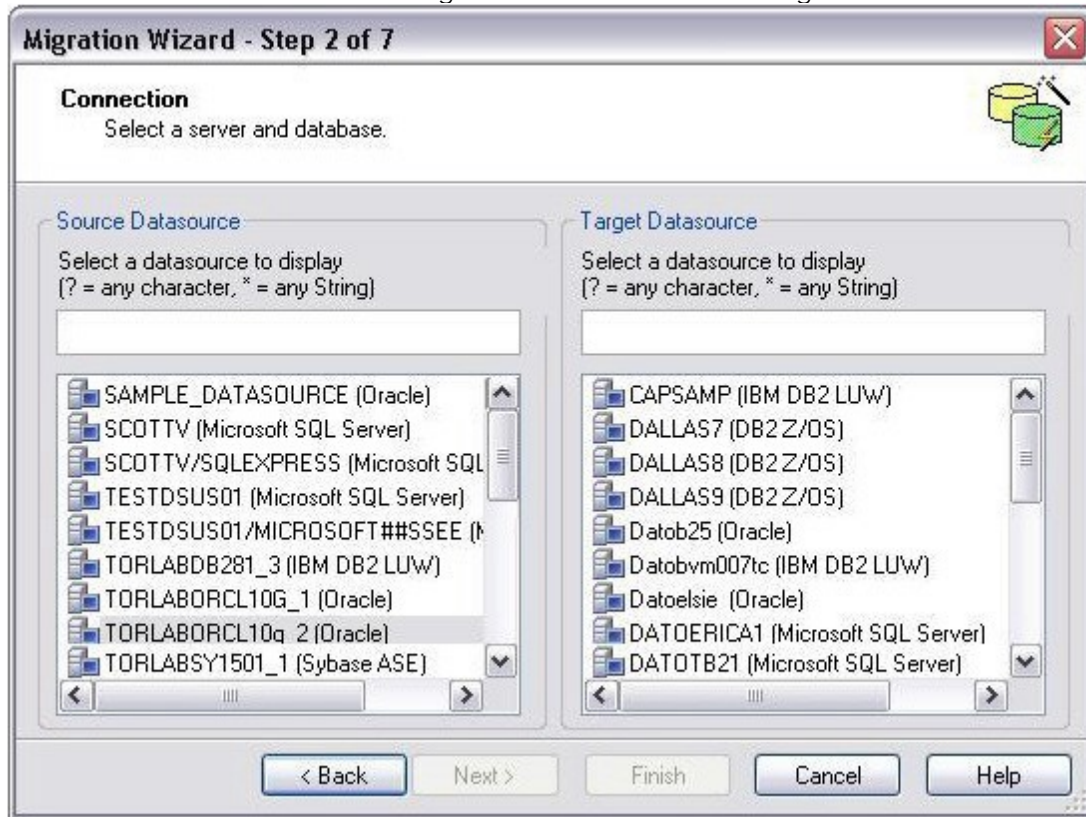 Migration Wizard - Step 2 of 7
Connection
Select a server and database.
Source Datasource
Select a datasource to display
(? = any character, * = any String)
SAMPLE_DATASOURCE (Oracle)
SCOTTV (Microsoft SQL Server)
SCOTTV/SQLEXPRESS (Microsoft SQL
TESTDSUS01 (Microsoft SQL Server)
TESTDSUS01/MICROSOFT##SSEE (
TORLABDB281_3 (IBM DB2 LUW)
TORLABORCL10G_1 (Oracle)
TORLABORCL10g_2 (Oracle)
TORLABSY1501_1 (Sybase ASE)
Target Datasource
Select a datasource to display
(? = any character, * = any String)
CAPSAMP (IBM DB2 LUW)
DALLAS7 (DB2 Z/OS)
DALLAS8 (DB2 Z/OS)
DALLAS9 (DB2 Z/OS)
Datob25 (Oracle)
Datobvm007tc (IBM DB2 LUW)
Datoelsie (Oracle)
DATOERICA1 (Microsoft SQL Server)
DATOTB21 (Microsoft SQL Server)
< Back
Next >
Finish
Cancel
Help